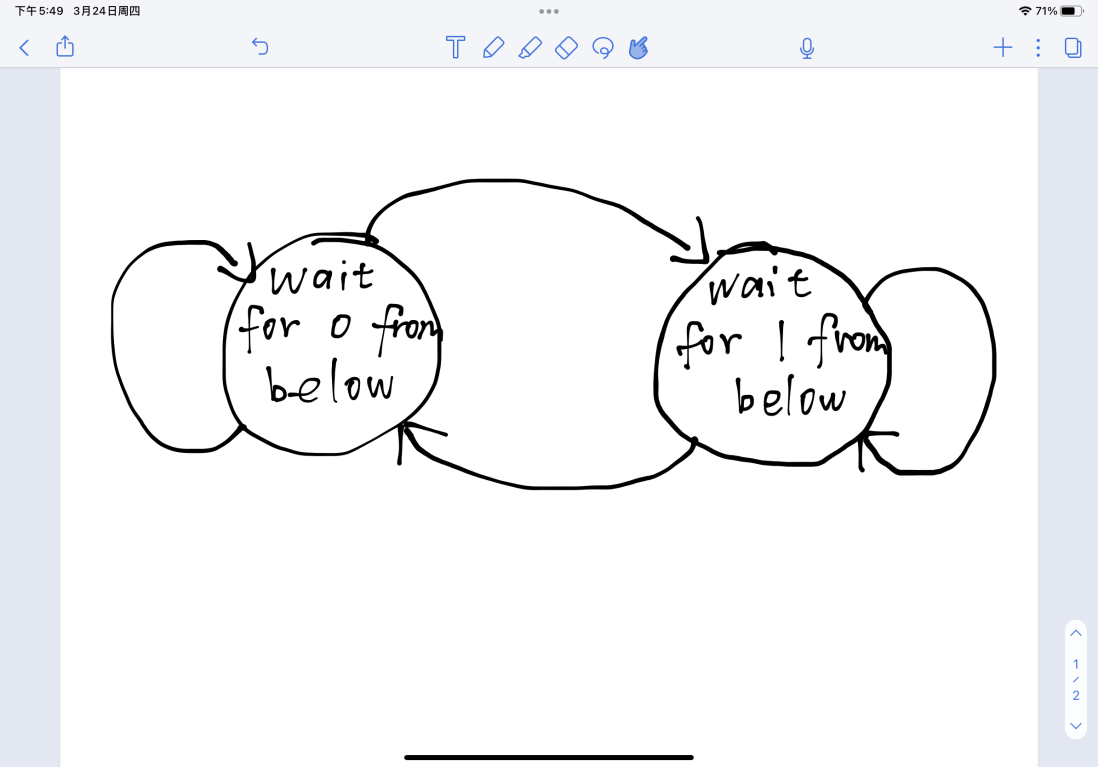 下午5:49 3月24日周四
71%
T
wait
for 0 from
below
wait
for 1 from
below
1
/
2